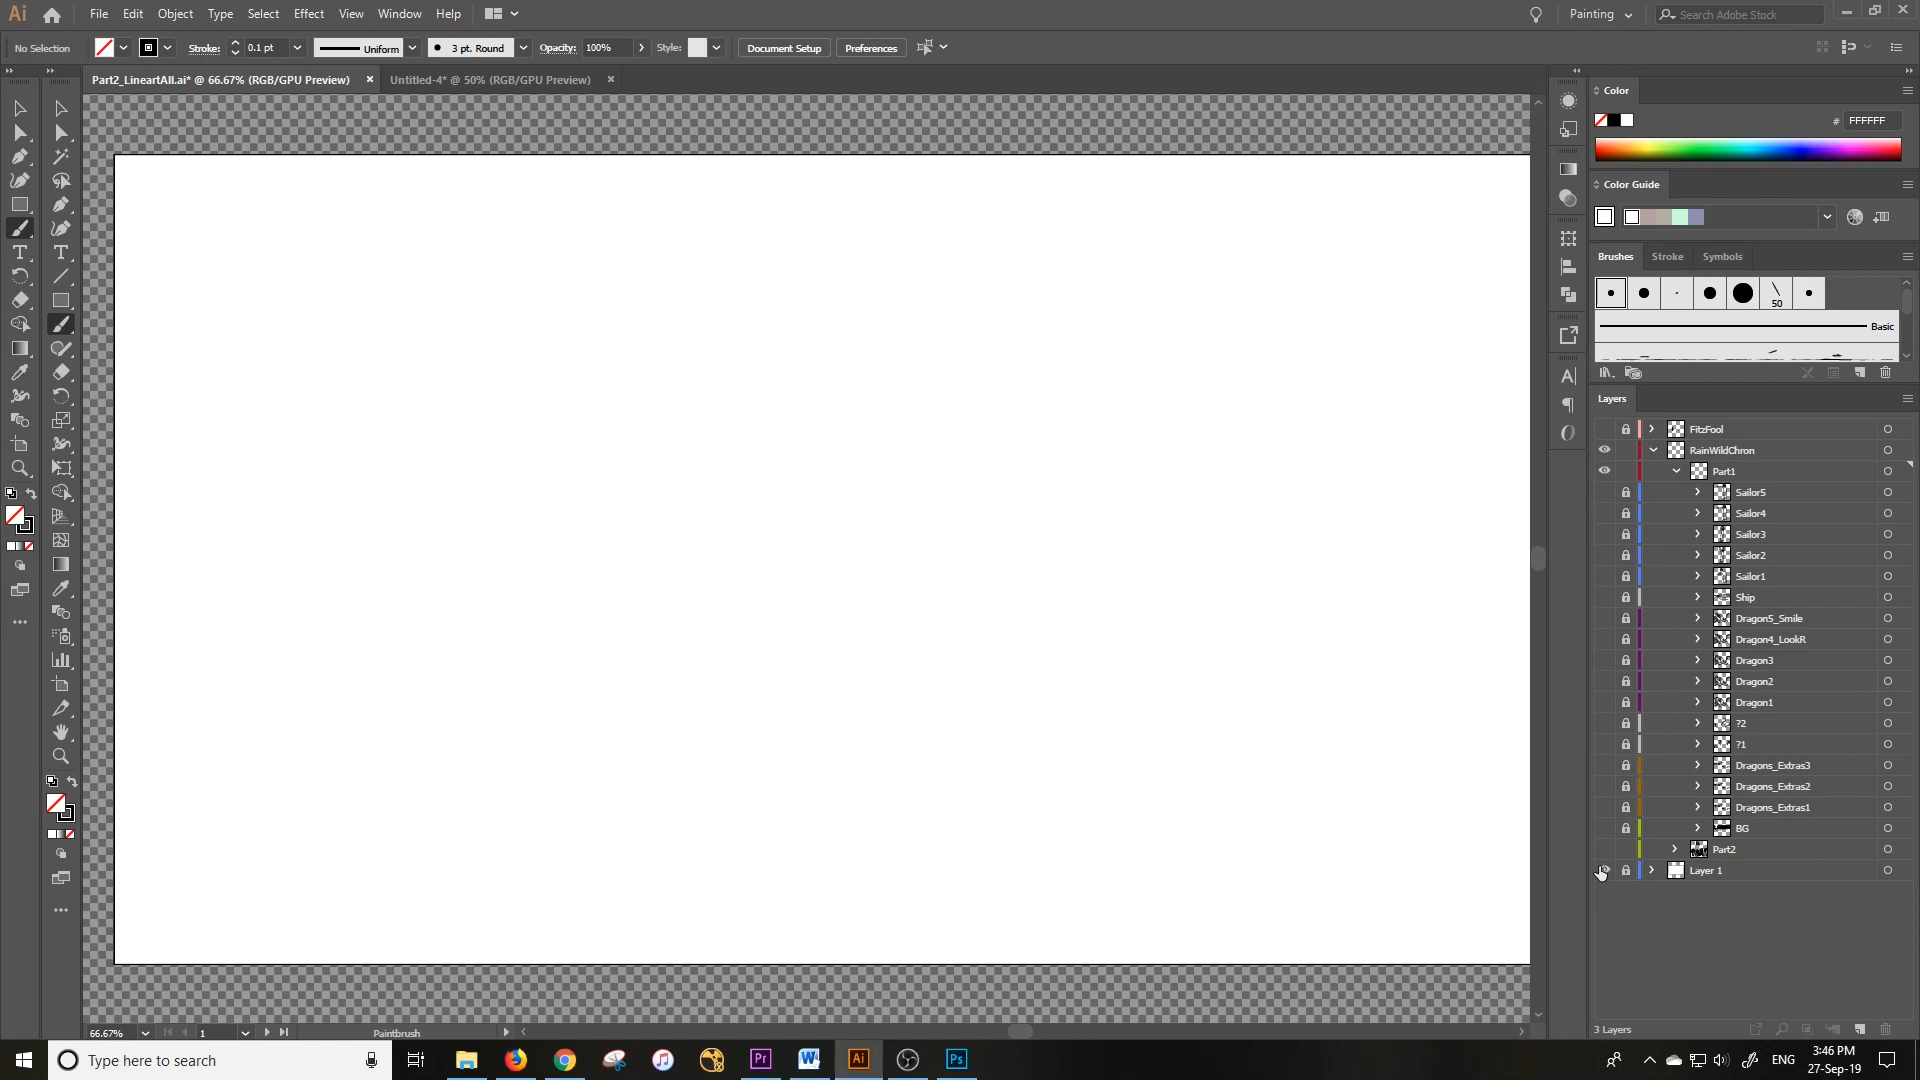 Ai File Edit Object Type Select Effect View Window Help Painting Search Adobe Stock
No Selection Stroke: 0.1 pt Uniform 3 pt. Round Opacity: 100% Style: Document Setup Preferences
Part2_LineartAll.ai* @ 66.67% (RGB/GPU Preview) Untitled-4* @ 50% (RGB/GPU Preview)
Color
# FFFFFF
Color Guide
Brushes Stroke Symbols
50
Basic
Layers
FitzFool
RainWildChron
Part1
Sailor5
Sailor4
Sailor3
Sailor2
Sailor1
Ship
Dragon5_Smile
Dragon4_LookR
Dragon3
Dragon2
Dragon1
?2
?1
Dragons_Extras3
Dragons_Extras2
Dragons_Extras1
BG
Part2
Layer 1
3 Layers
66.67% 1 Paintbrush
Type here to search Pr W Ai Ps ENG 3:46 PM
27-Sep-19